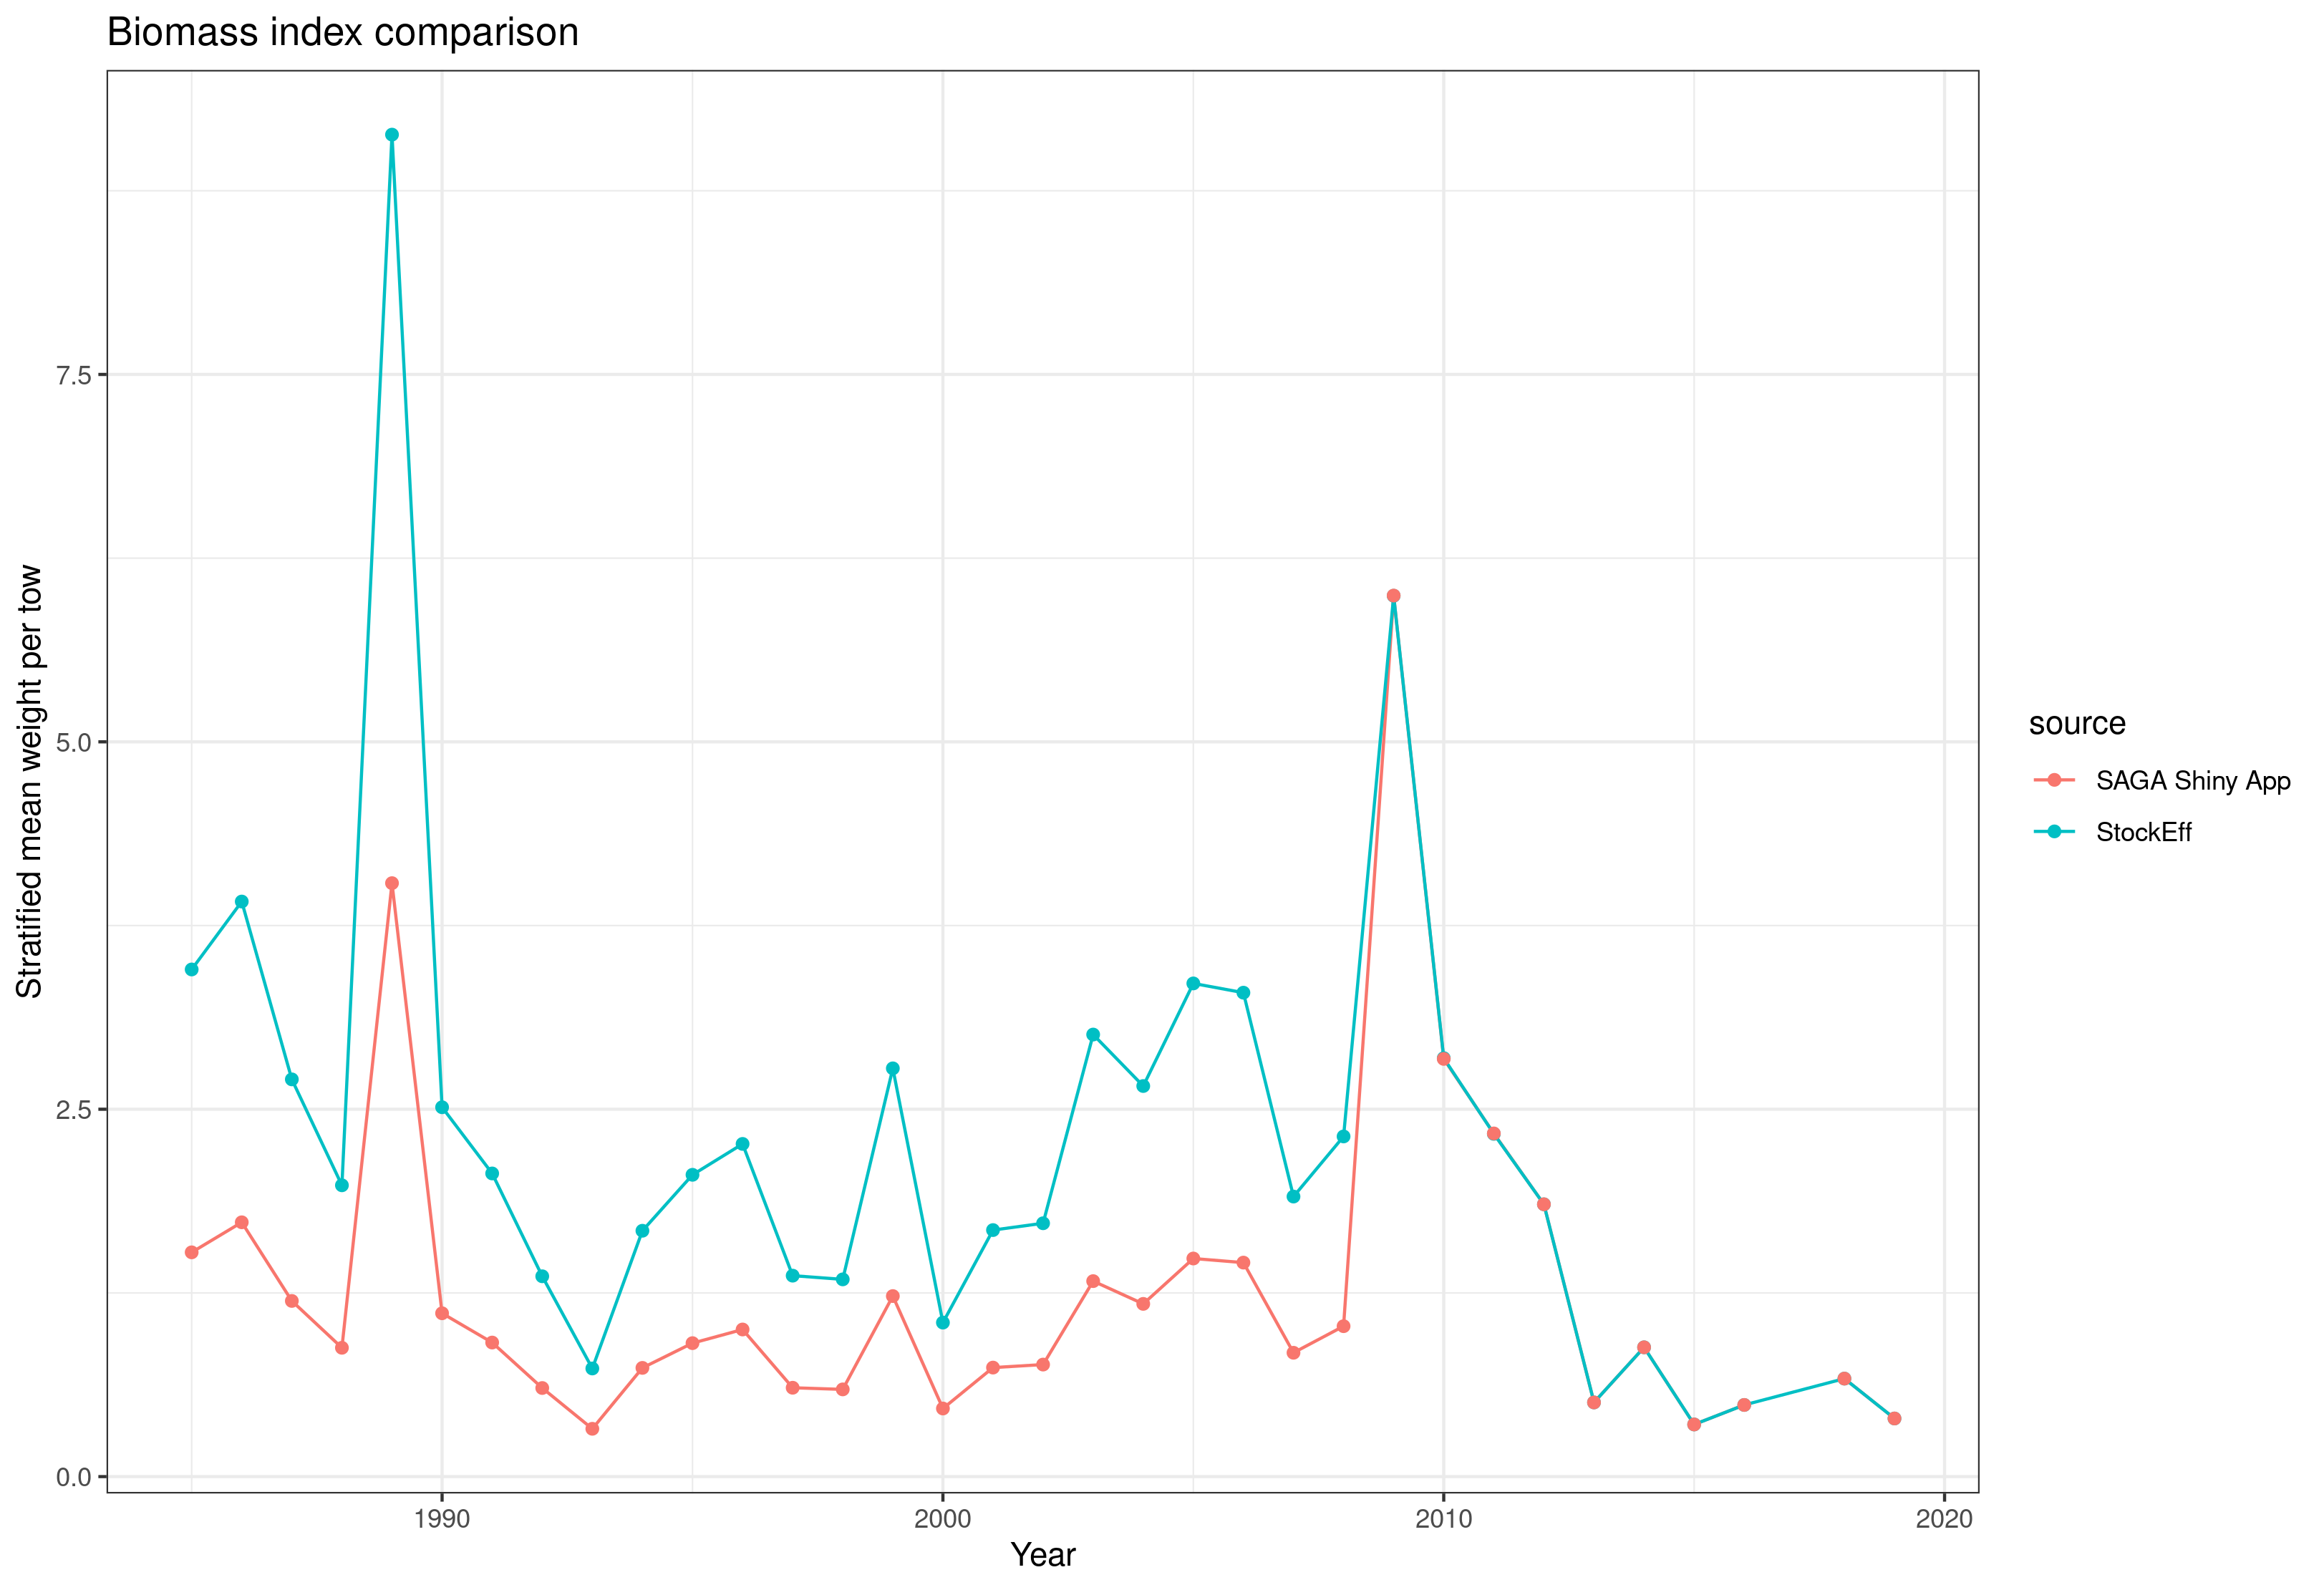 Biomass index comparison
Stratified mean weight per tow
7.5
5.0
2.5
0.0
1990
2000
2010
2020
Year
source
SAGA Shiny App
StockEff